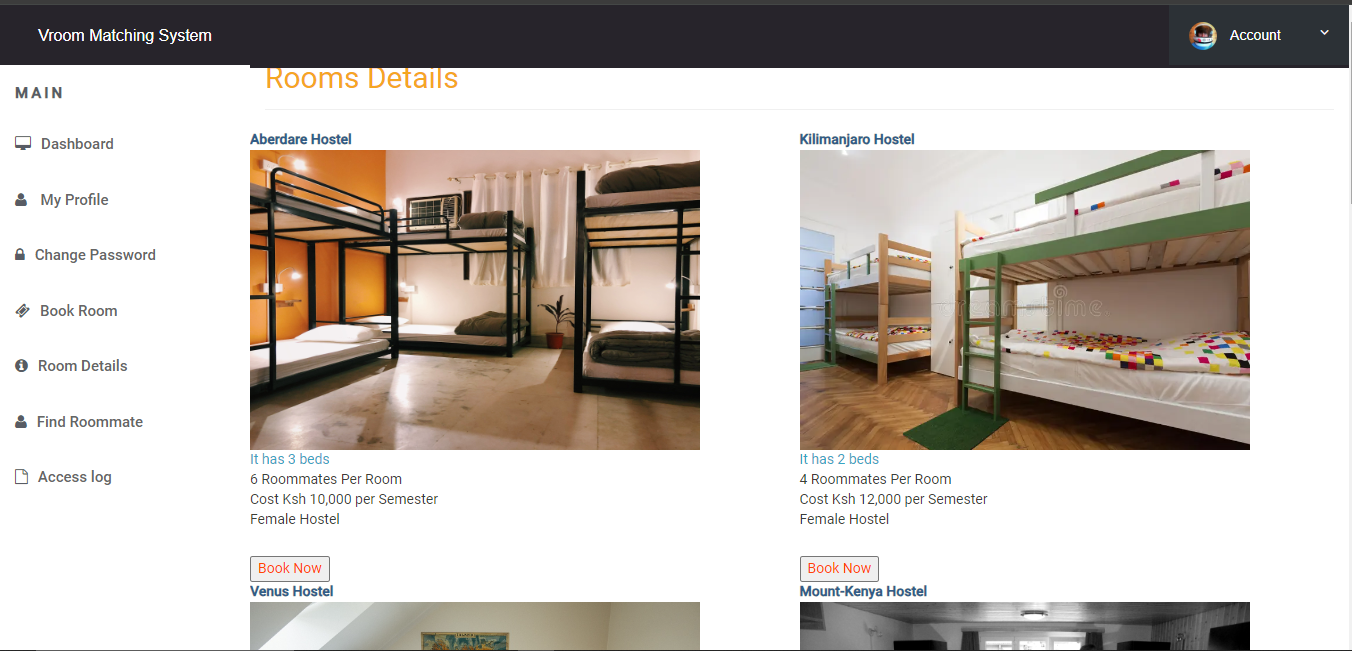 Vroom Matching System
Account
MAIN
Dashboard
My Profile
Change Password
Book Room
Room Details
Find Roommate
Access log
Rooms Details
Aberdare Hostel
It has 3 beds
6 Roommates Per Room
Cost Ksh 10,000 per Semester
Female Hostel
Book Now
Kilimanjaro Hostel
It has 2 beds
4 Roommates Per Room
Cost Ksh 12,000 per Semester
Female Hostel
Book Now
Venus Hostel
Mount-Kenya Hostel